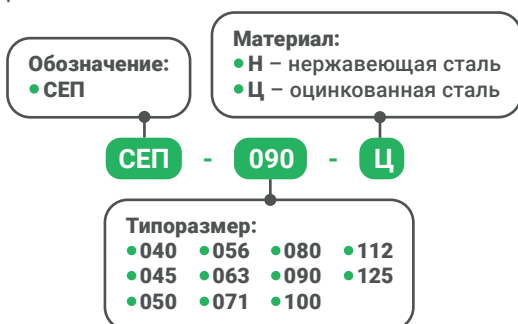 Обозначение:
• СЕП
Материал:
• Н – нержавеющая сталь
• Ц – оцинкованная сталь
СЕП - 090 - Ц
Типоразмер:
• 040 • 056 • 080 • 112
• 045 • 063 • 090 • 125
• 050 • 071 • 100